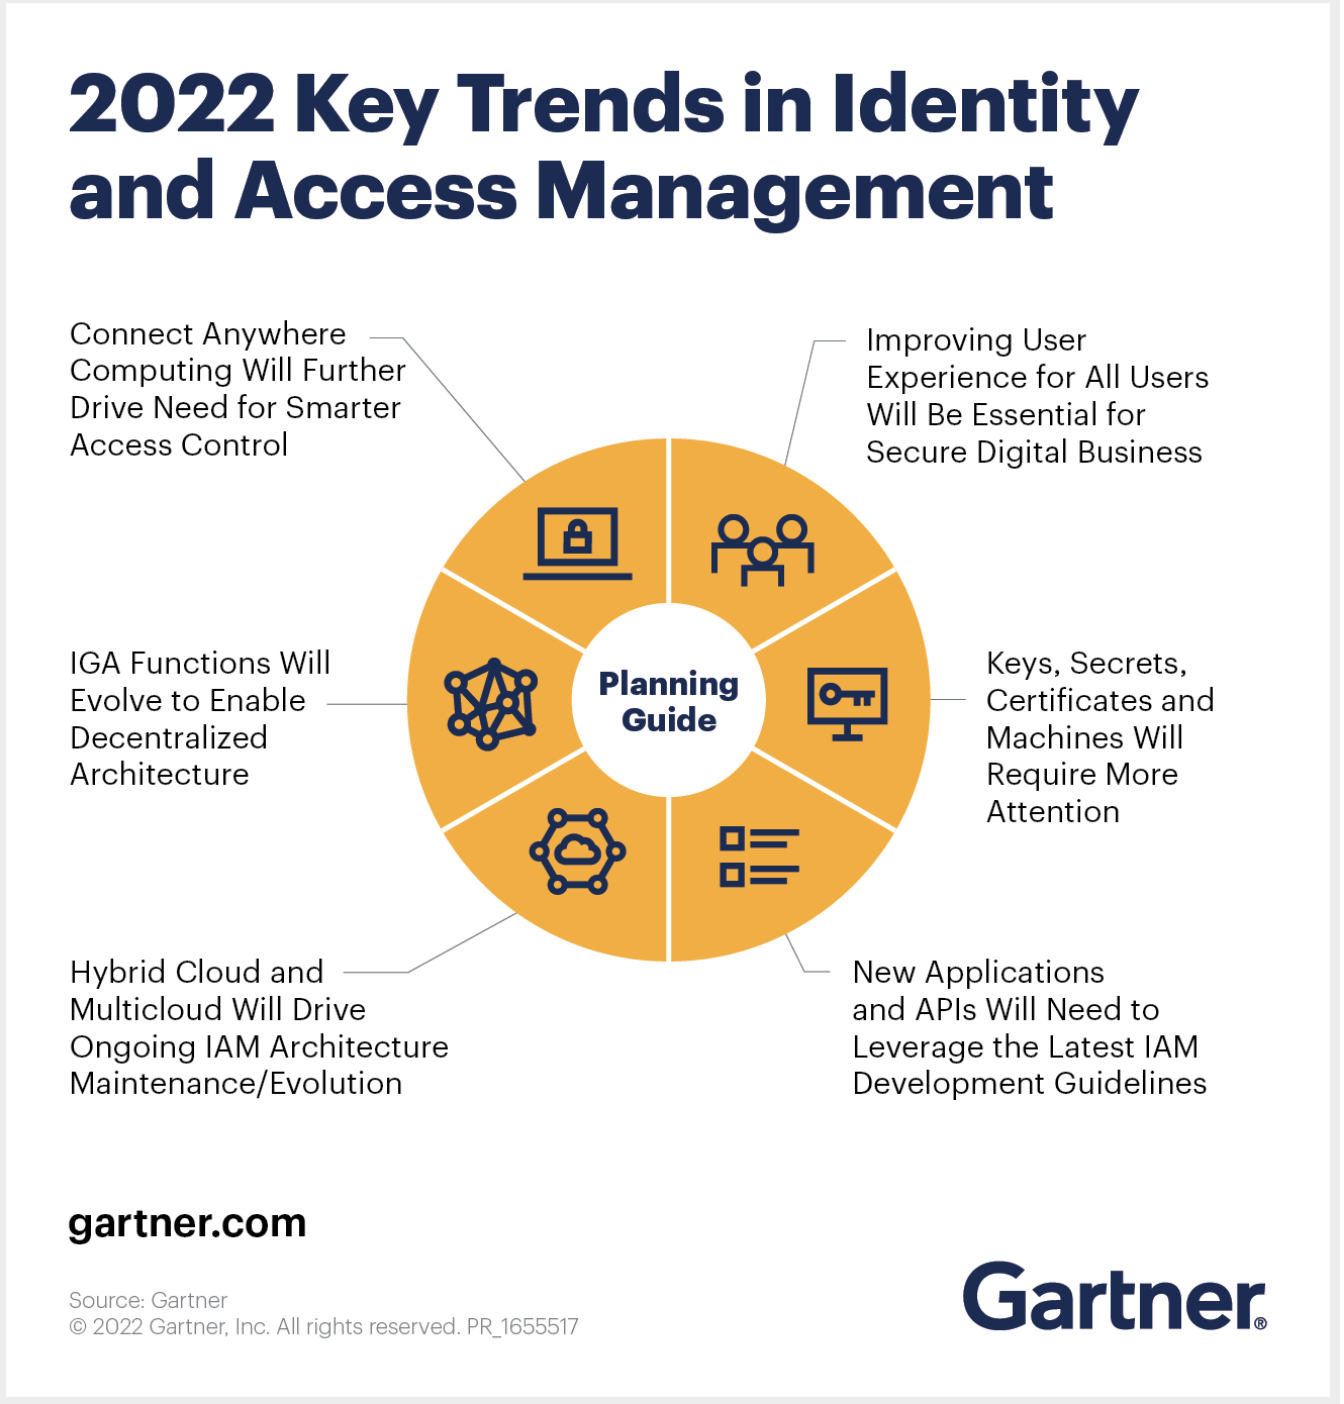 2022 Key Trends in Identity
and Access Management
Connect Anywhere
Computing Will Further
Drive Need for Smarter
Access Control
Improving User
Experience for All Users
Will Be Essential for
Secure Digital Business
IGA Functions Will
Evolve to Enable
Decentralized
Architecture
Planning
Guide
Keys, Secrets,
Certificates and
Machines Will
Require More
Attention
Hybrid Cloud and
Multicloud Will Drive
Ongoing IAM Architecture
Maintenance/Evolution
New Applications
and APIs Will Need to
Leverage the Latest IAM
Development Guidelines
gartner.com
Source: Gartner
© 2022 Gartner, Inc. All rights reserved. PR_1655517
Gartner®